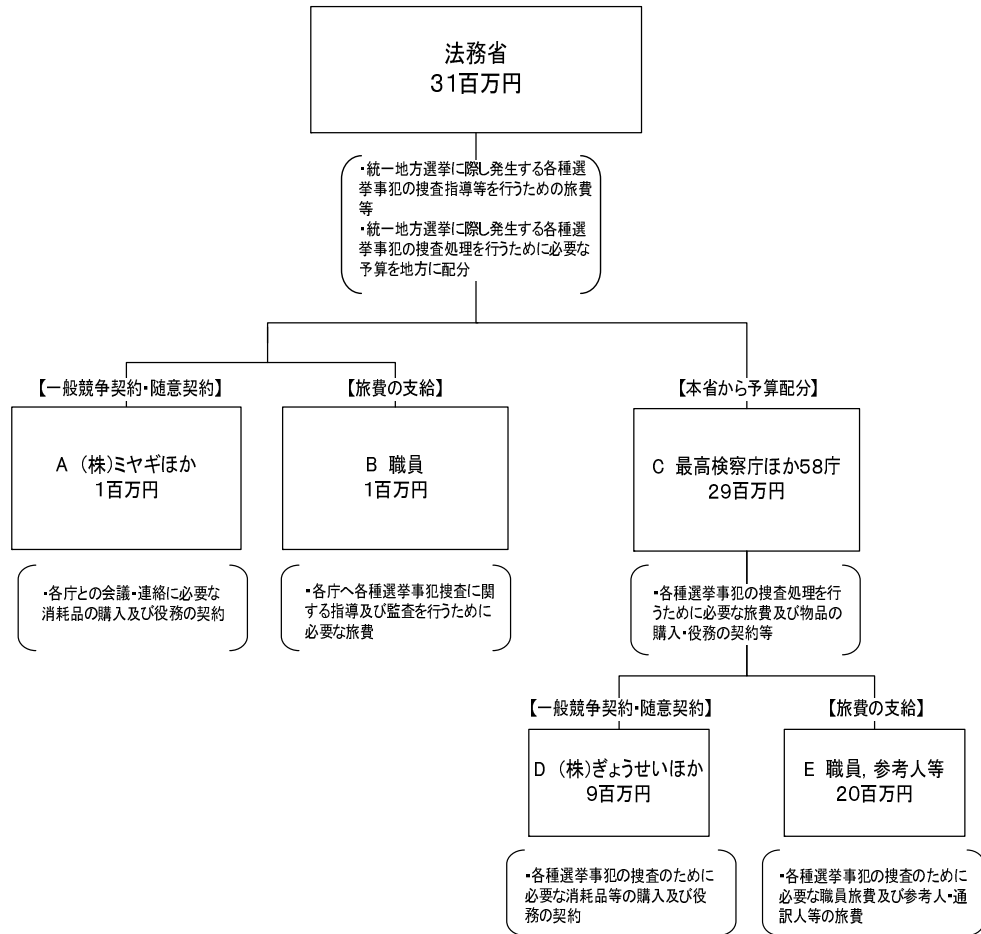 法務省
31百万円
・統一地方選挙に際し発生する各種選
挙事犯の捜査指導等を行うための旅費
等
・統一地方選挙に際し発生する各種選
挙事犯の捜査処理を行うために必要な
予算を地方に配分
【一般競争契約・随意契約】
【旅費の支給】
【本省から予算配分】
A (株)ミヤギほか
1百万円
B 職員
1百万円
C 最高検察庁ほか58庁
29百万円
・各庁との会議・連絡に必要な
消耗品の購入及び役務の契約
・各庁へ各種選挙事犯捜査に関
する指導及び監査を行うために
必要な旅費
・各種選挙事犯の捜査処理を行
うために必要な旅費及び物品の
購入・役務の契約等
【一般競争契約・随意契約】
【旅費の支給】
D (株)ぎょうせいほか
9百万円
E 職員，参考人等
20百万円
・各種選挙事犯の捜査のために
必要な消耗品等の購入及び役
務の契約
・各種選挙事犯の捜査のために
必要な職員旅費及び参考人・通
訳人等の旅費